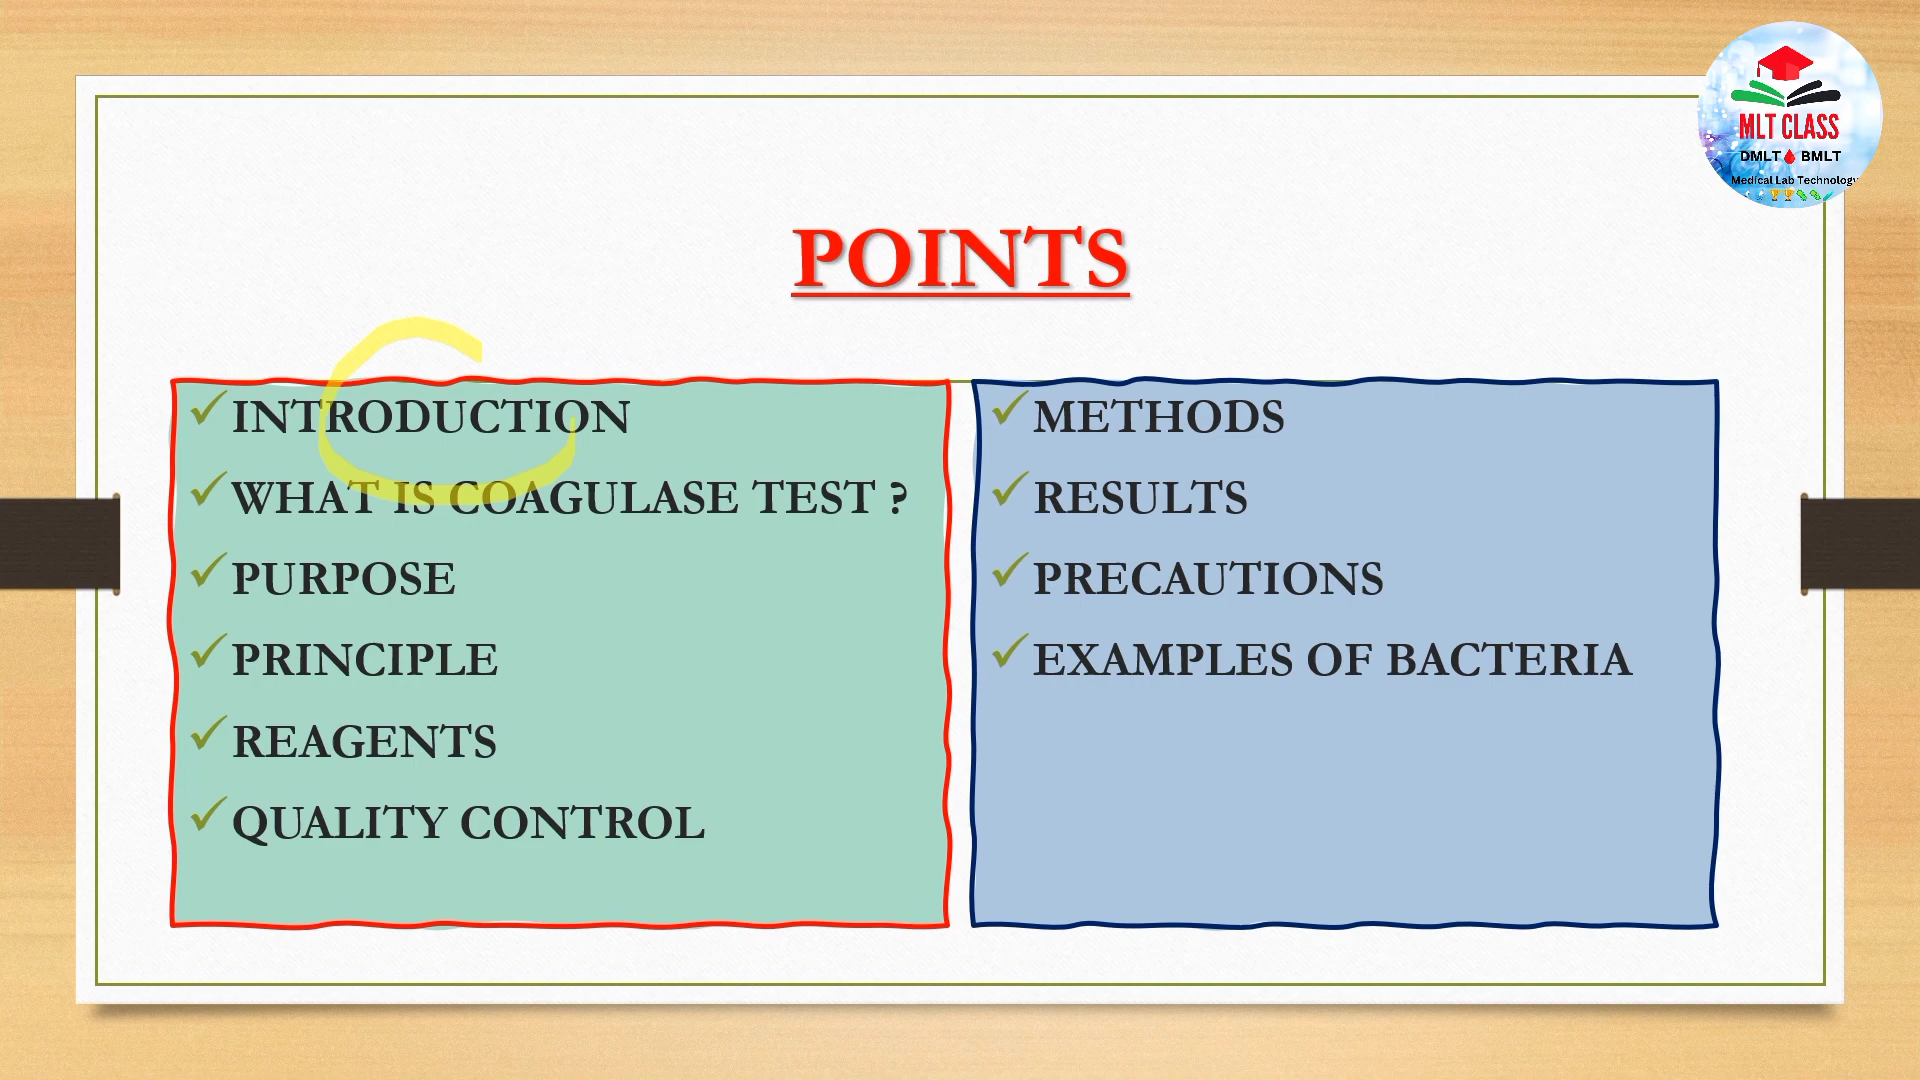 MLT CLASS
DMLT BMLT
Medical Lab Technology
POINTS
INTRODUCTION
WHAT IS COAGULASE TEST ?
PURPOSE
PRINCIPLE
REAGENTS
QUALITY CONTROL
METHODS
RESULTS
PRECAUTIONS
EXAMPLES OF BACTERIA